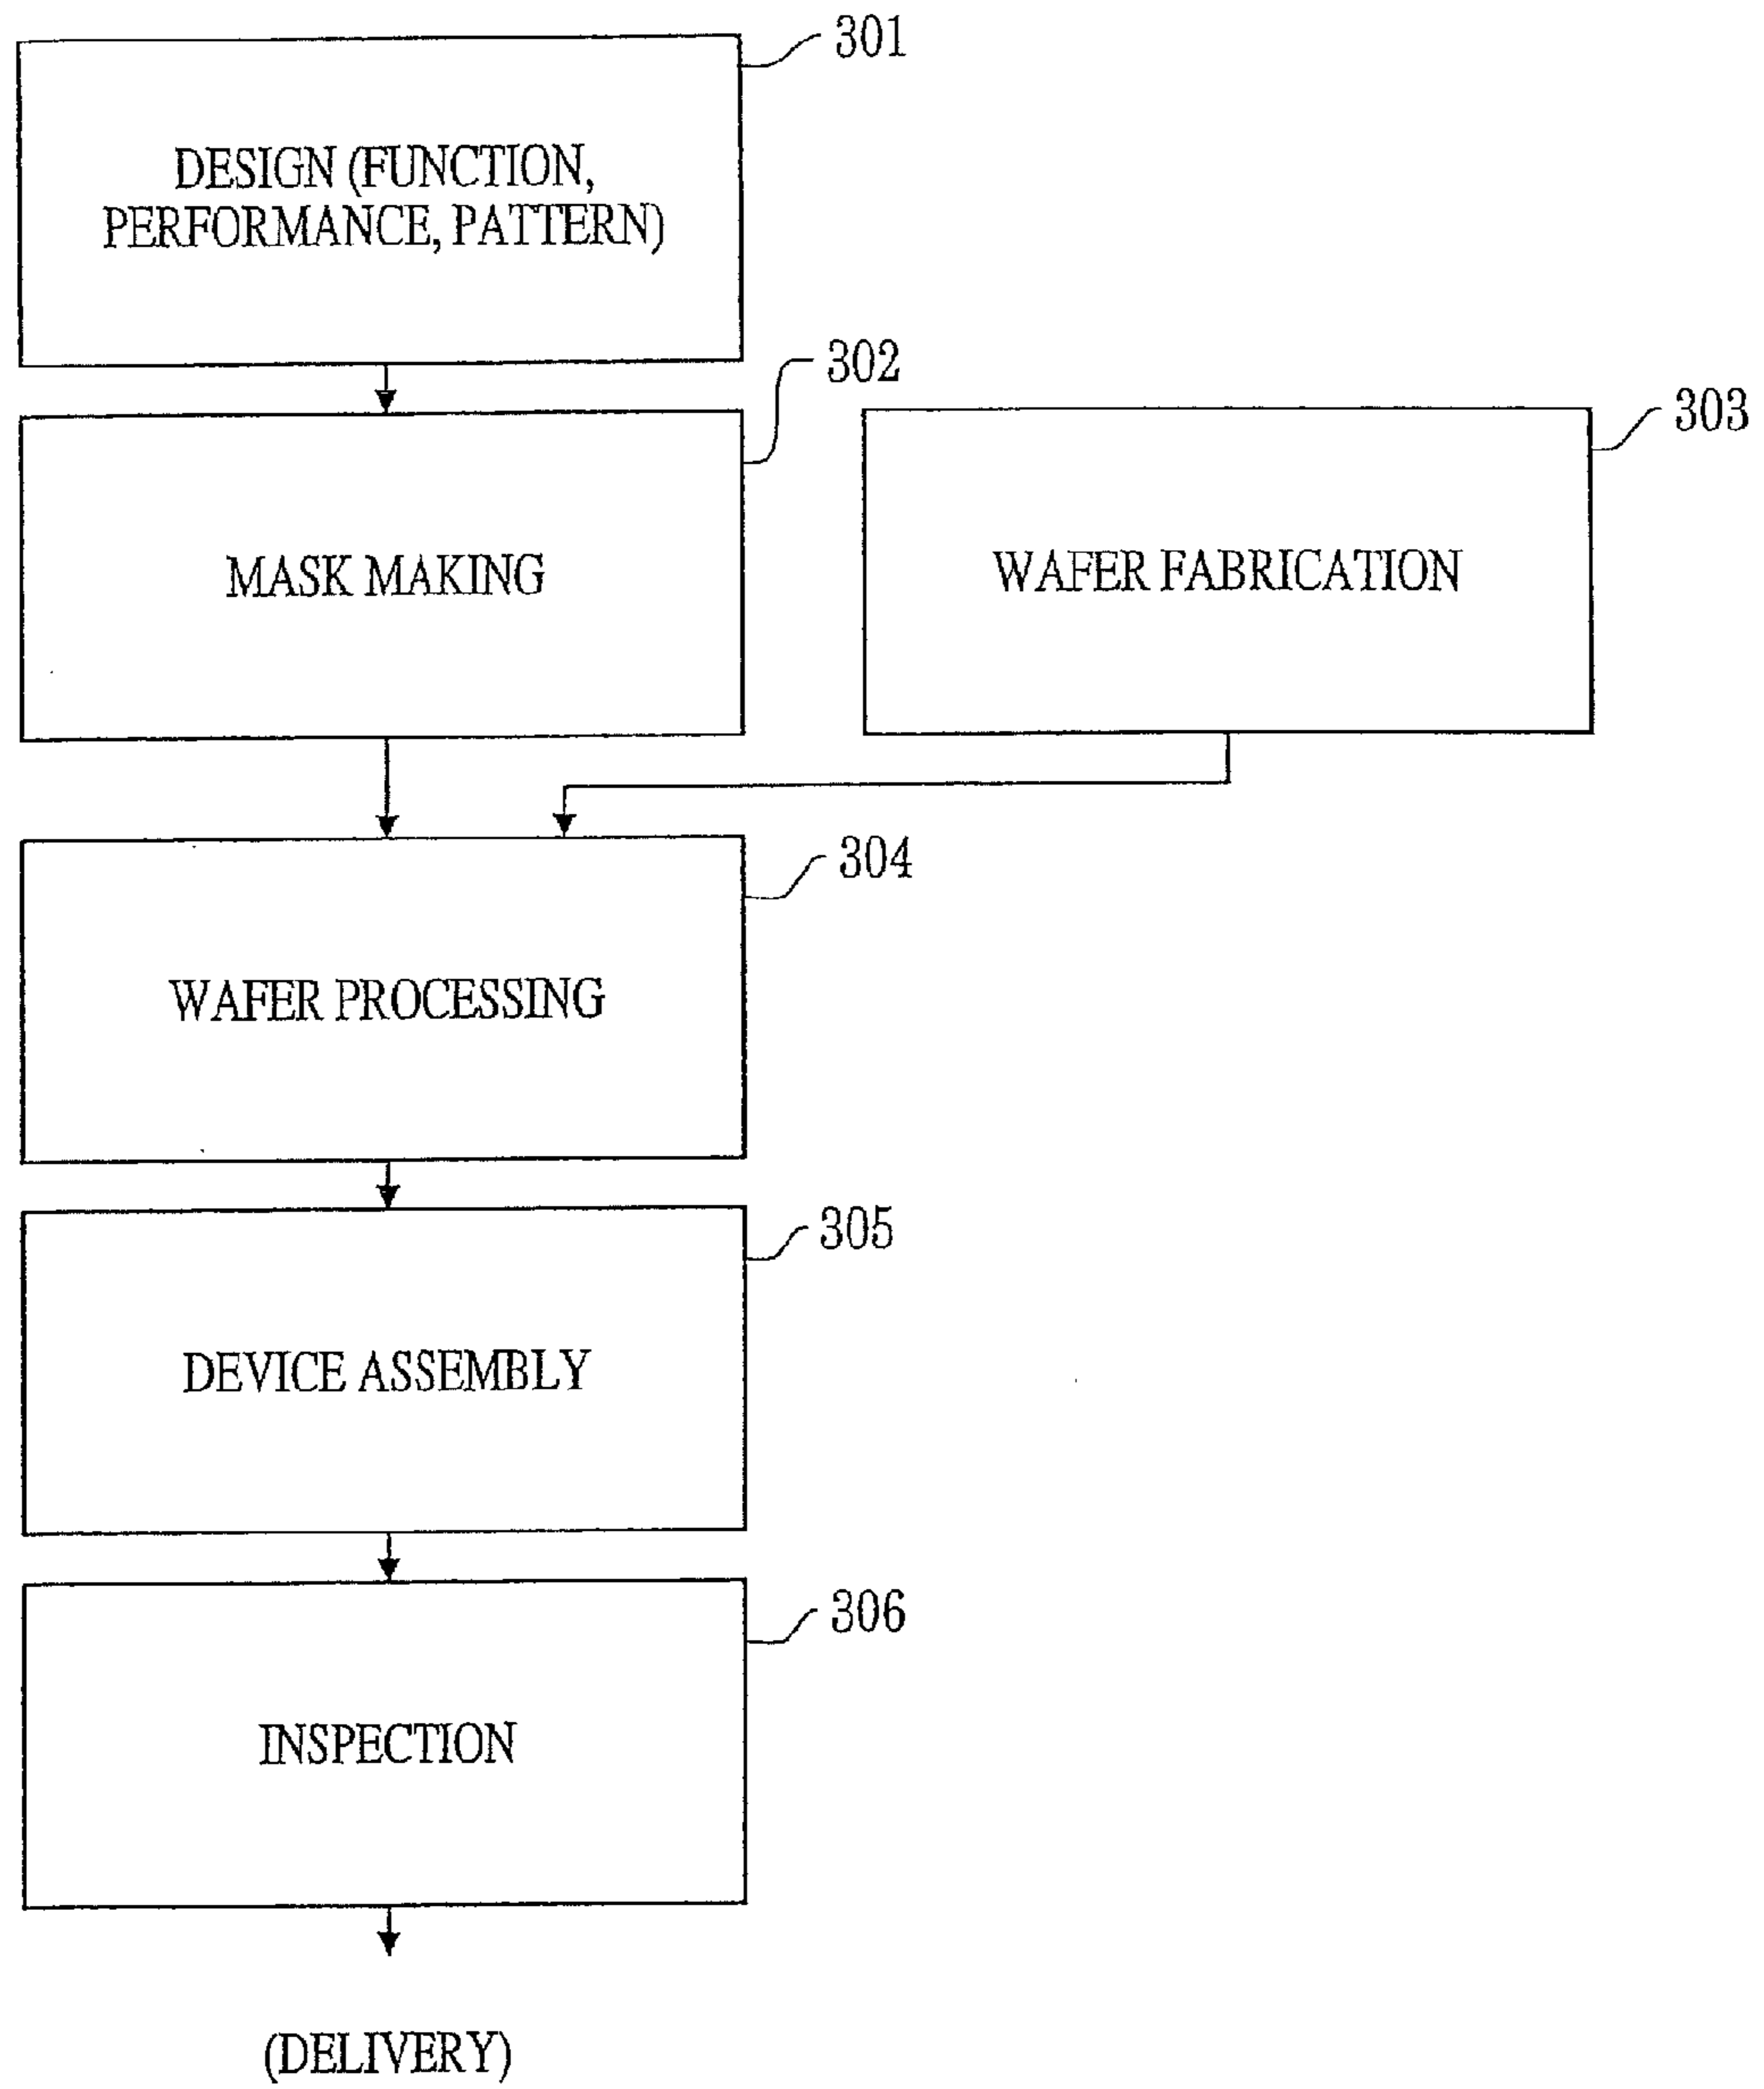 301
DESIGN (FUNCTION,
PERFORMANCE, PATTERN)
302
MASK MAKING
303
WAFER FABRICATION
304
WAFER PROCESSING
305
DEVICE ASSEMBLY
306
INSPECTION
(DELIVERY)